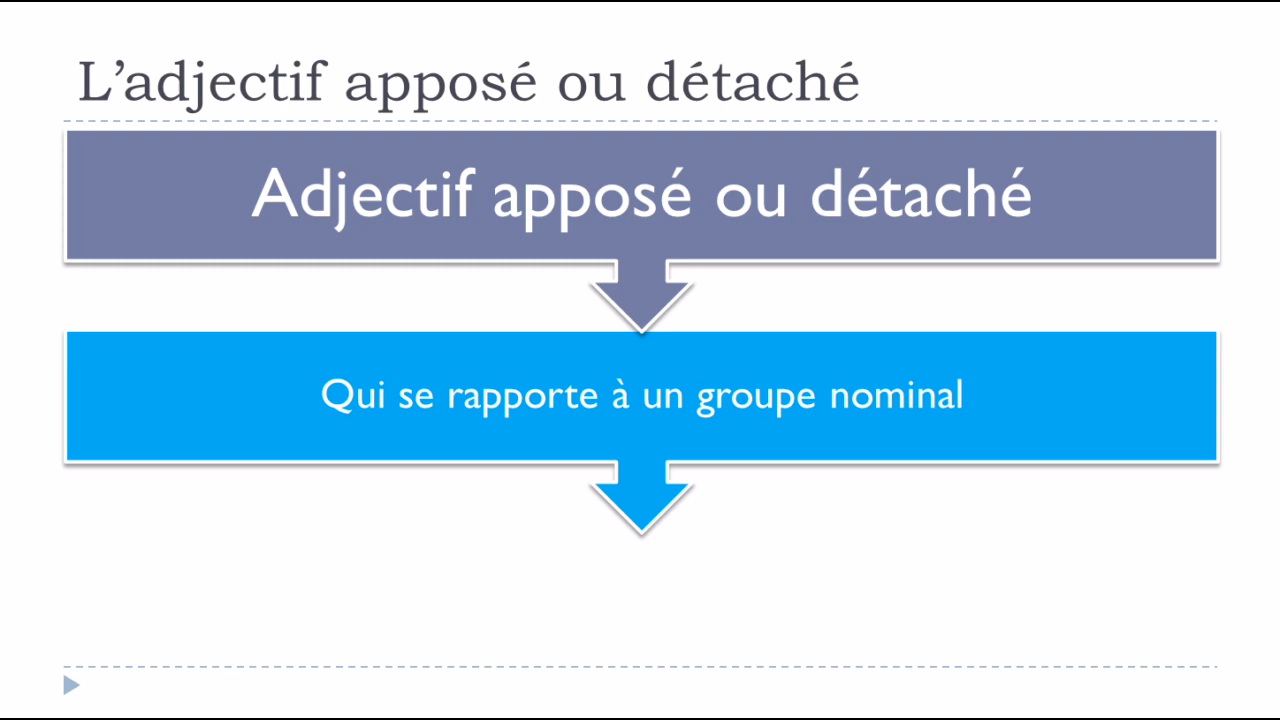 L’adjectif apposé ou détaché
Adjectif apposé ou détaché
Qui se rapporte à un groupe nominal